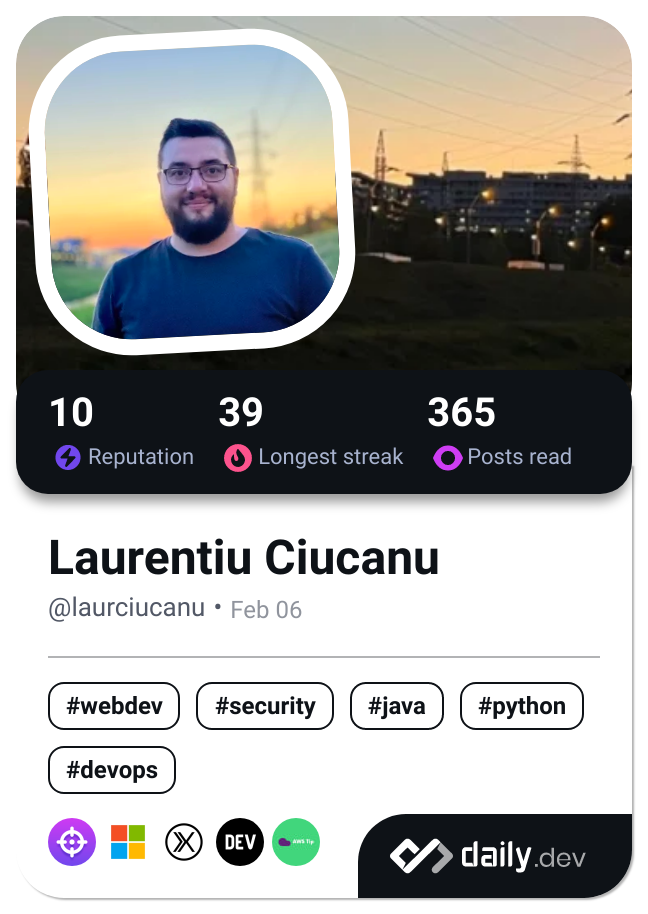 10 39 365
Reputation Longest streak Posts read
Laurentiu Ciucanu
@laurciucanu • Feb 06
#webdev #security #java #python
#devops
DEV AWS Tip daily.dev